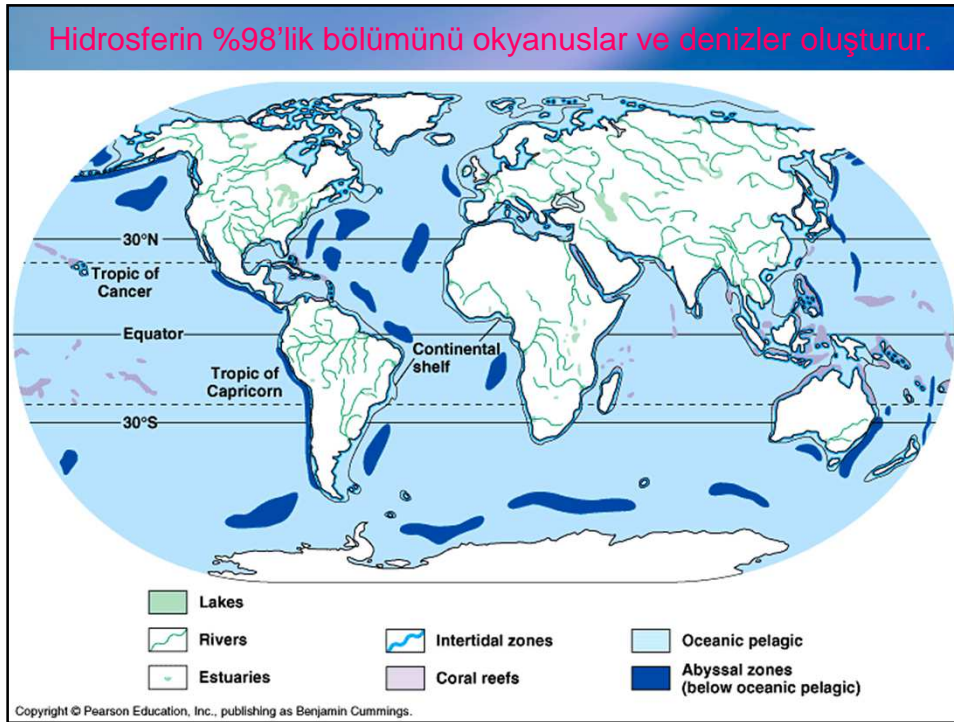 Hidrosferin %98’lik bölümünü okyanuslar ve denizler oluşturur.
30°N
Tropic of
Cancer
Equator
Continental
shelf
Tropic of
Capricorn
30°S
Lakes
Rivers
Intertidal zones
Oceanic pelagic
Estuaries
Coral reefs
Abyssal zones
(below oceanic pelagic)
Copyright © Pearson Education, Inc., publishing as Benjamin Cummings.